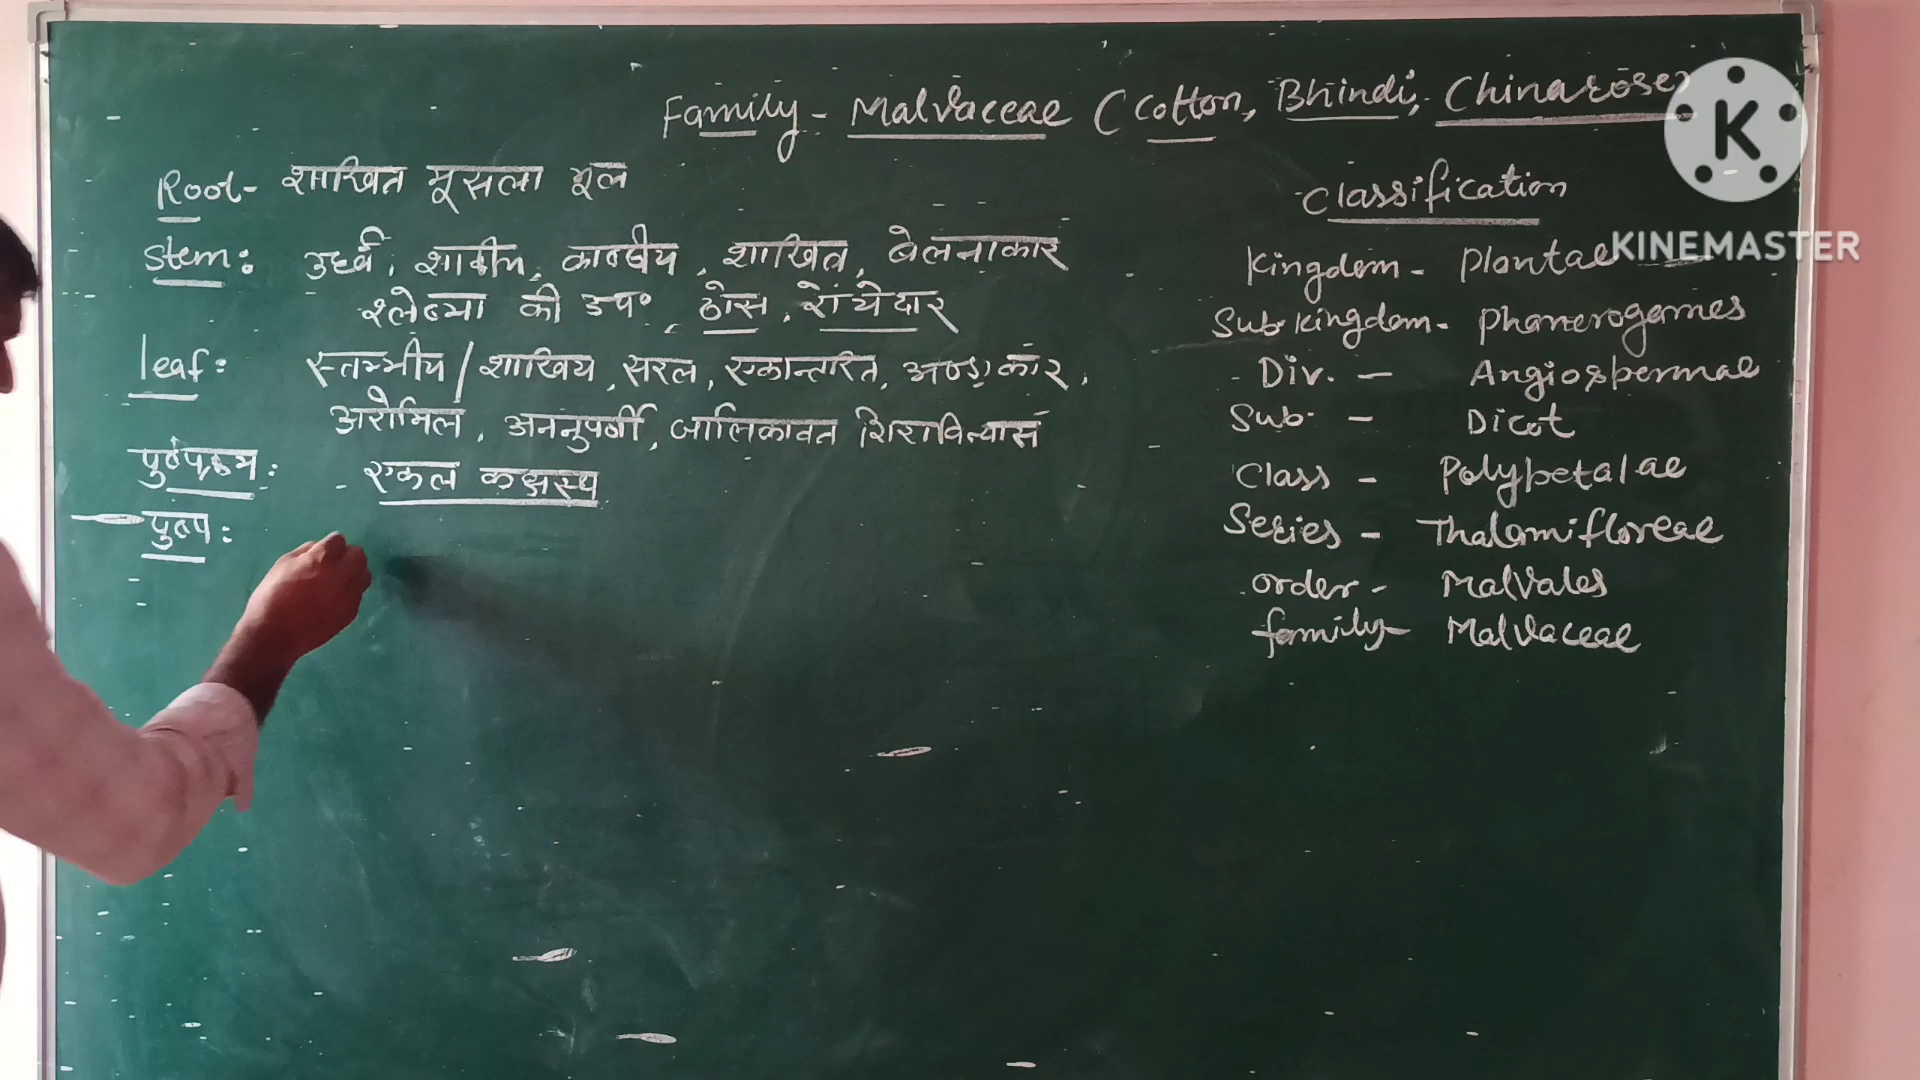 Family - Malvaceae (Cotton, Bhindi, Chinarose)
Root - शाखित मूसला मूल
Stem: उर्ध्व, शाकीय, काष्ठीय, शाखित, बेलनाकार
श्लेष्मा की उप०, ठोस, रोंयेदार
leaf: स्तम्भीय / शाखिय, सरल, एकान्तरित, अण्डाकार,
अरोमिल, अननुपर्णी, जालिकावत शिराविन्यास
पुष्पक्रम: - एकल कक्षस्थ
पुष्प:
Classification
Kingdom - Plantae
Sub kingdom - Phanerogames
Div. - Angiospermae
Sub - Dicot
Class - Polypetalae
Series - Thalamifloreae
order - Malvales
family - Malvaceae
K
KINEMASTER